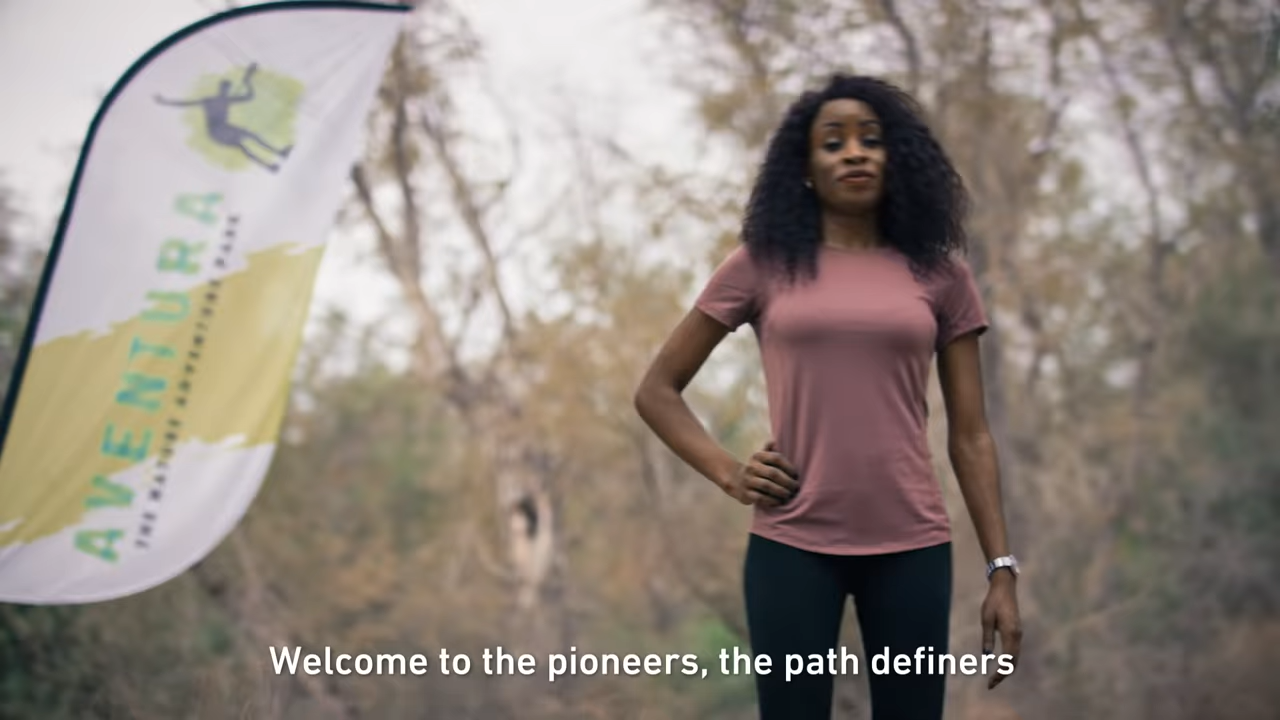 AVENTURA
THE NATURE ADVENTURE PARK
Welcome to the pioneers, the path definers